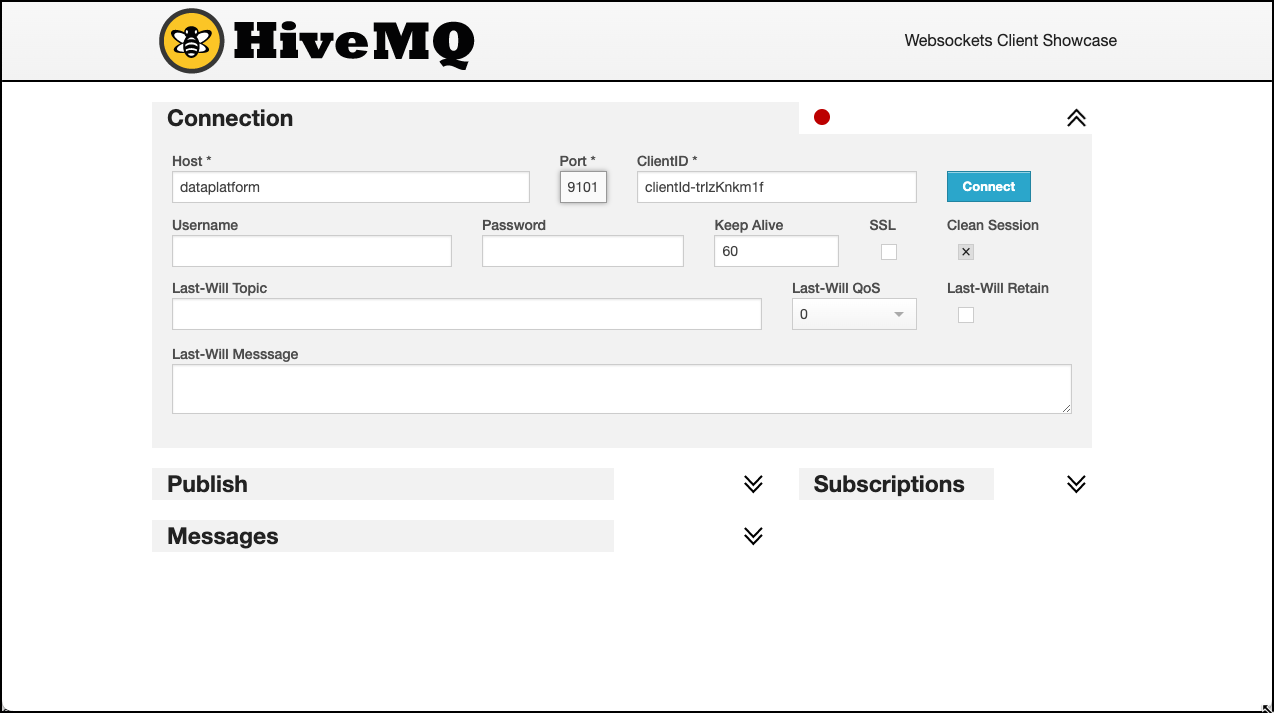 HiveMQ
Websockets Client Showcase
Connection
Host *
Port *
ClientID *
dataplatform
9101
clientId-trIzKnkm1f
Connect
Username
Password
Keep Alive
SSL
Clean Session
60
Last-Will Topic
Last-Will QoS
Last-Will Retain
0
Last-Will Messsage
Publish
Subscriptions
Messages